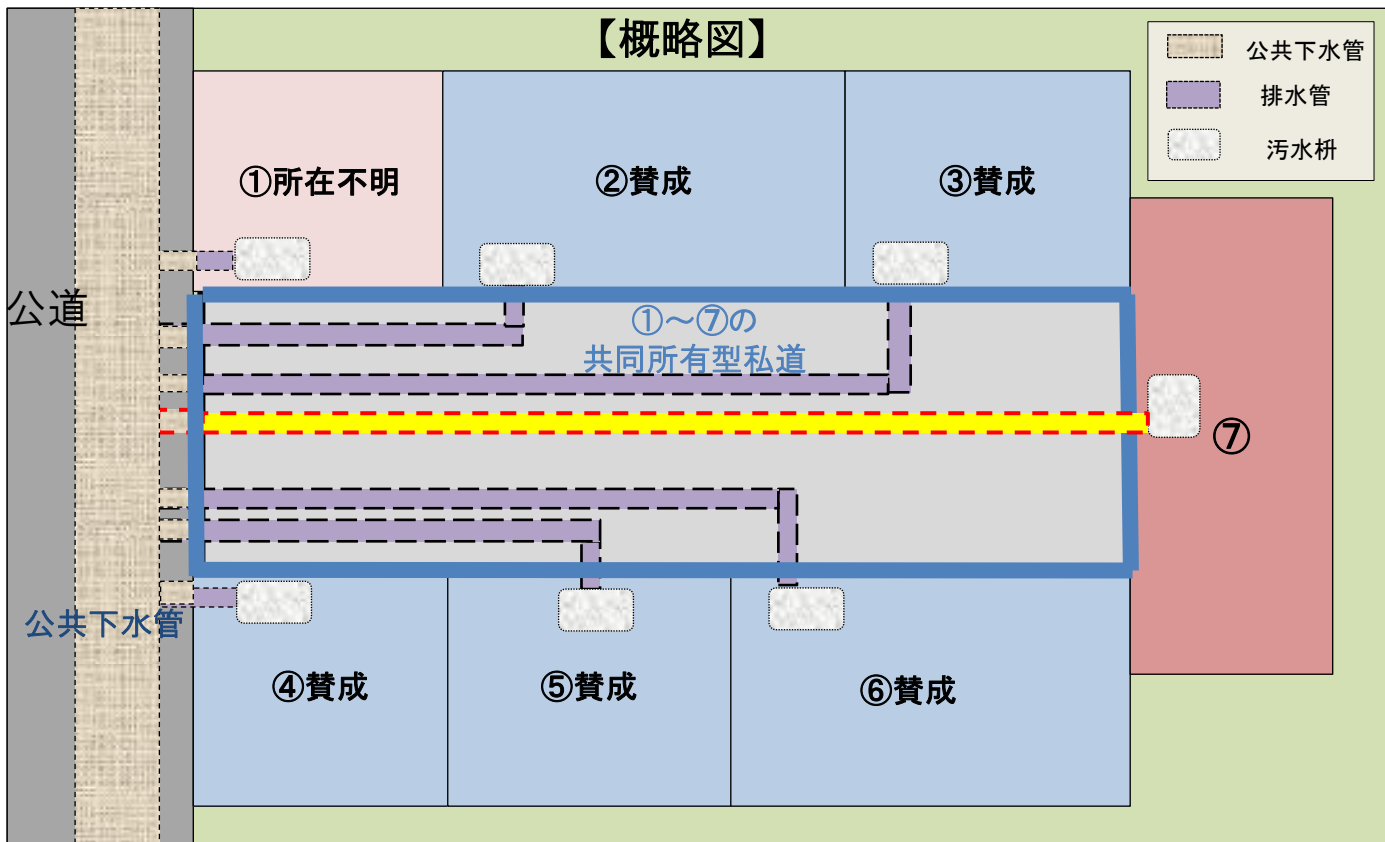 【概略図】
公共下水管
排水管
汚水枡
①所在不明
②賛成
③賛成
公道
①～⑦の
共同所有型私道
⑦
公共下水管
④賛成
⑤賛成
⑥賛成